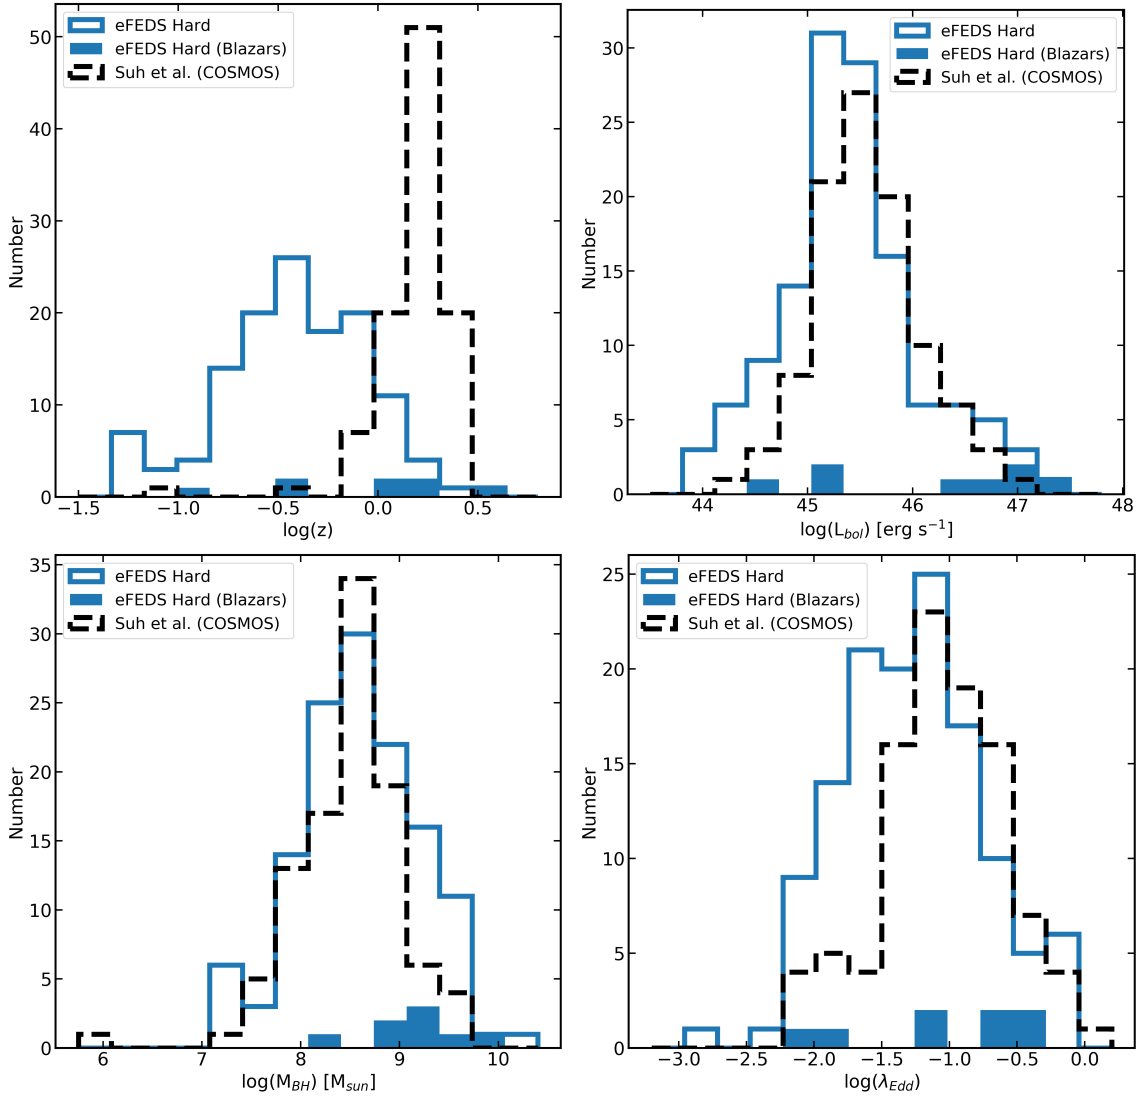 eFEDS Hard
eFEDS Hard (Blazars)
Suh et al. (COSMOS)
Number
50
40
30
20
10
0
−1.5 −1.0 −0.5 0.0 0.5
log(z)
eFEDS Hard
eFEDS Hard (Blazars)
Suh et al. (COSMOS)
Number
30
25
20
15
10
5
0
44 45 46 47 48
log(L_bol) [erg s⁻¹]
eFEDS Hard
eFEDS Hard (Blazars)
Suh et al. (COSMOS)
Number
35
30
25
20
15
10
5
0
6 7 8 9 10
log(M_BH) [M_sun]
eFEDS Hard
eFEDS Hard (Blazars)
Suh et al. (COSMOS)
Number
25
20
15
10
5
0
−3.0 −2.5 −2.0 −1.5 −1.0 −0.5 0.0
log(λ_Edd)